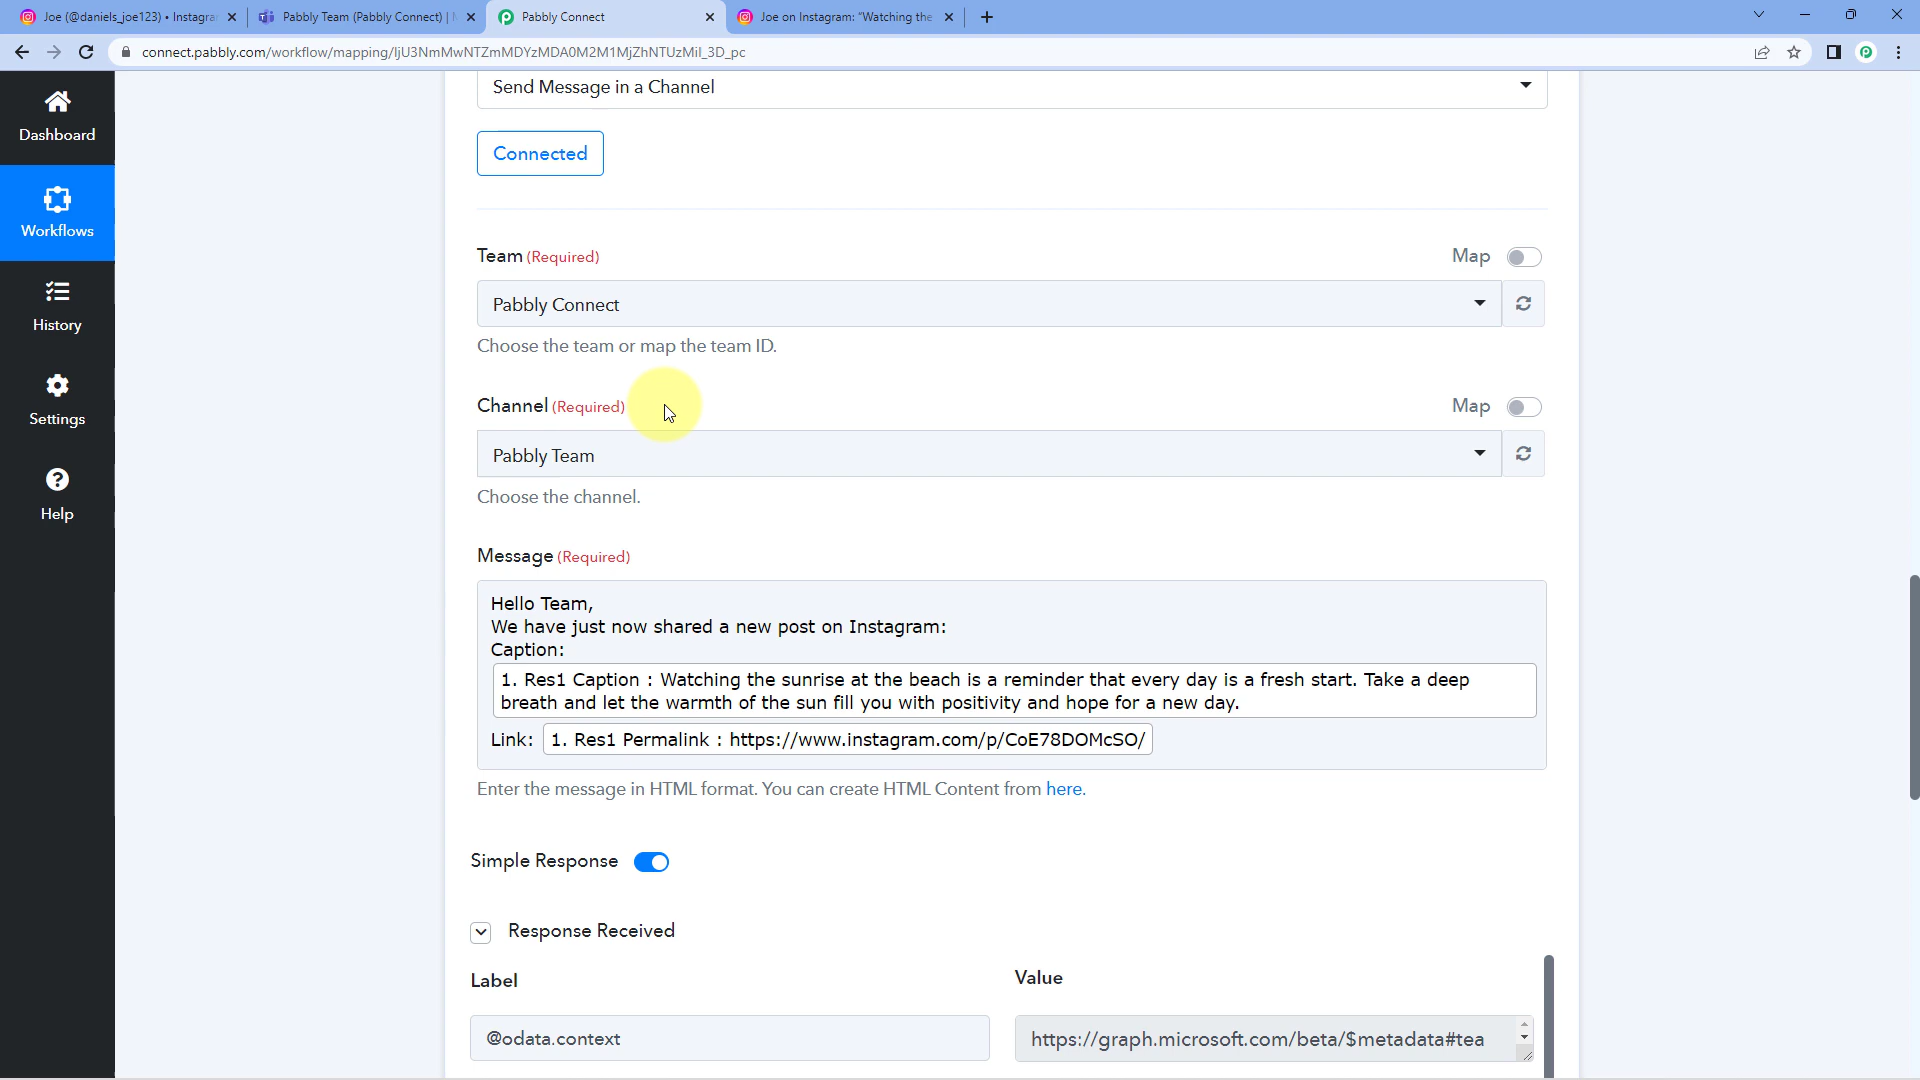 Joe (@daniels_joe123) • Instagra
Pabbly Team (Pabbly Connect) | M
Pabbly Connect
Joe on Instagram: "Watching the
connect.pabbly.com/workflow/mapping/IjU3NmMwNTZmMDYzMDA0M2M1MjZhNTUzMiI_3D_pc
Dashboard
Workflows
History
Settings
Help
Send Message in a Channel
Connected
Team (Required)
Map
Pabbly Connect
Choose the team or map the team ID.
Channel (Required)
Map
Pabbly Team
Choose the channel.
Message (Required)
Hello Team,
We have just now shared a new post on Instagram:
Caption:
1. Res1 Caption : Watching the sunrise at the beach is a reminder that every day is a fresh start. Take a deep
breath and let the warmth of the sun fill you with positivity and hope for a new day.
Link: 1. Res1 Permalink : https://www.instagram.com/p/CoE78DOMcSO/
Enter the message in HTML format. You can create HTML Content from here.
Simple Response
Response Received
Label
Value
@odata.context
https://graph.microsoft.com/beta/$metadata#tea